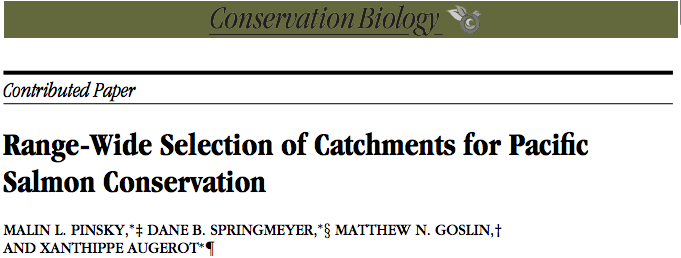 Conservation Biology
Contributed Paper
Range-Wide Selection of Catchments for Pacific
Salmon Conservation
MALIN L. PINSKY,*‡ DANE B. SPRINGMEYER,*§ MATTHEW N. GOSLIN,†
AND XANTHIPPE AUGEROT*¶